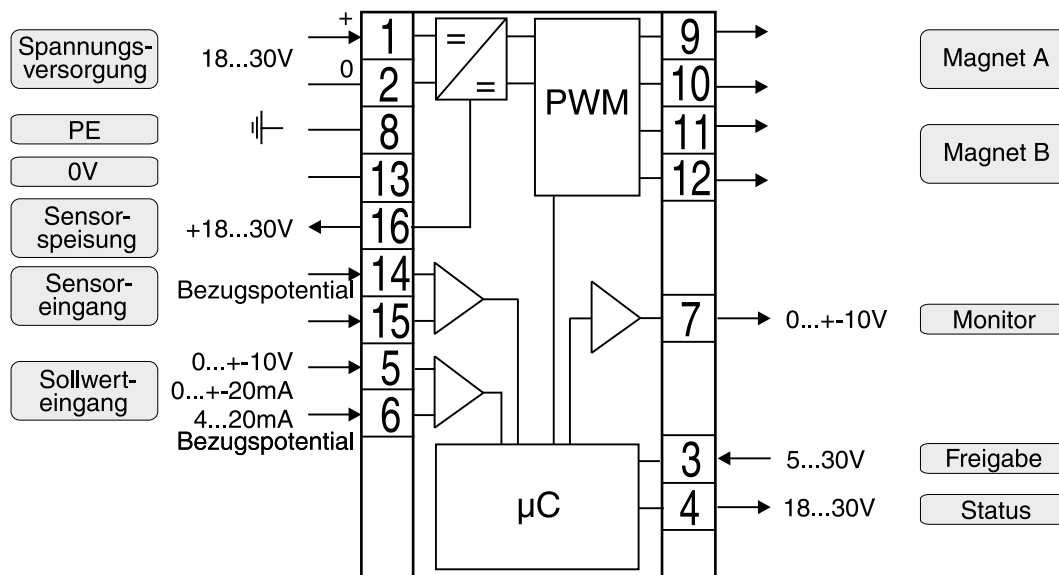 Spannungs-
versorgung
18...30V
+
0
1
2
=
=
PWM
9
10
Magnet A
PE
8
11
12
Magnet B
0V
13
Sensor-
speisung
+18...30V
16
Sensor-
eingang
Bezugspotential
14
15
7
0...+-10V
Monitor
Sollwert-
eingang
0...+-10V
0...+-20mA
4...20mA
Bezugspotential
5
6
µC
3
5...30V
Freigabe
4
18...30V
Status